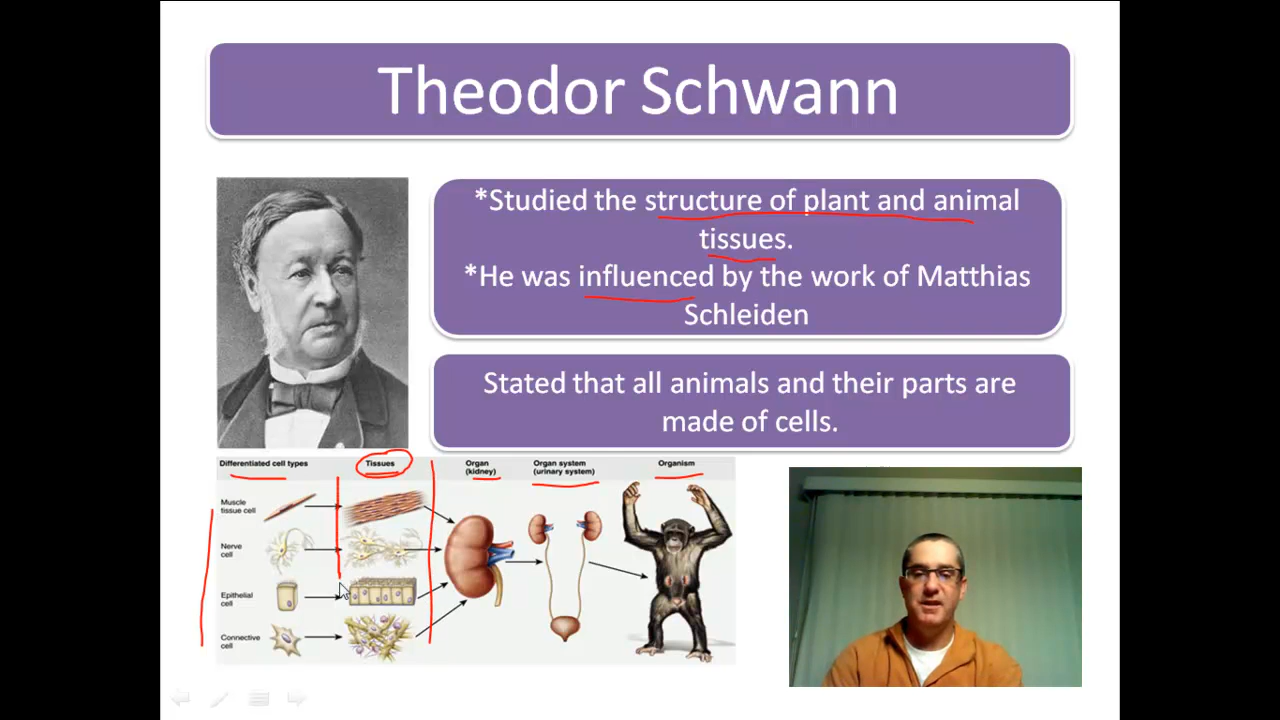 Theodor Schwann
*Studied the structure of plant and animal
tissues.
*He was influenced by the work of Matthias
Schleiden
Stated that all animals and their parts are
made of cells.
Differentiated cell types
Tissues
Organ
(kidney)
Organ system
(urinary system)
Organism
Muscle
tissue cell
Nerve
cell
Epithelial
cell
Connective
cell